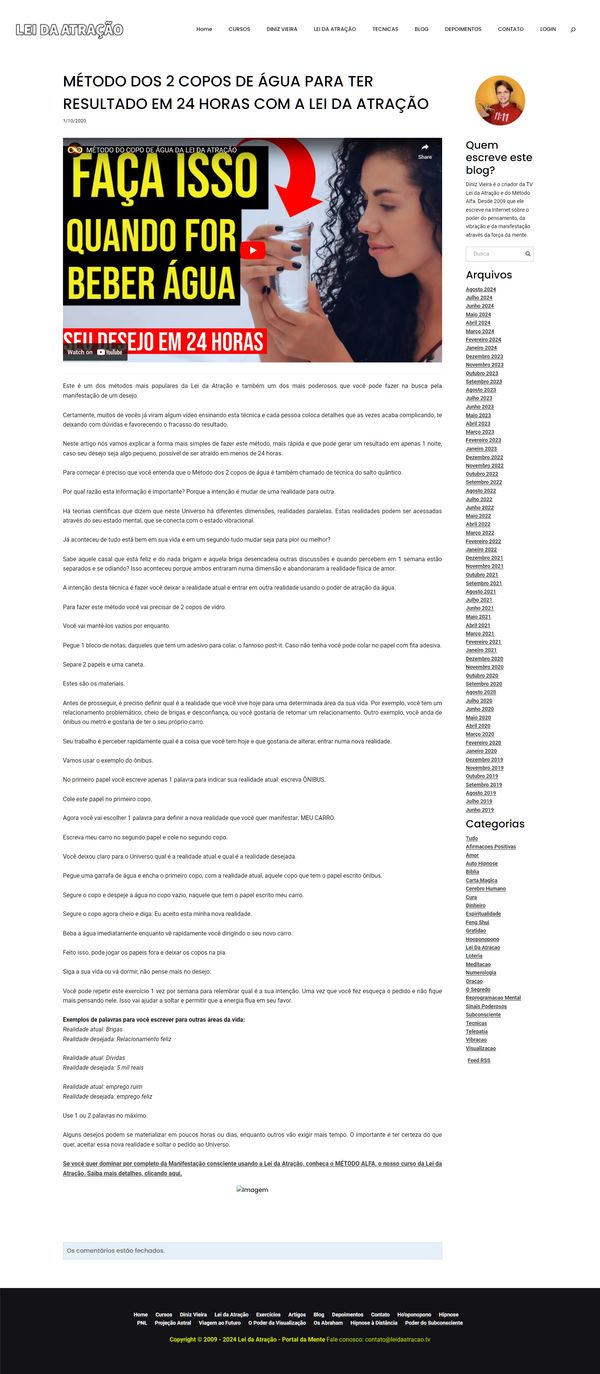 LEI DA ATRAÇÃO
Home CURSOS DINIZ VIEIRA LEI DA ATRAÇÃO TECNICAS BLOG DEPOIMENTOS CONTATO LOGIN
MÉTODO DOS 2 COPOS DE ÁGUA PARA TER
RESULTADO EM 24 HORAS COM A LEI DA ATRAÇÃO
1/10/2020
MÉTODO DO COPO DE ÁGUA DA LEI DA ATRAÇÃO
Share
FAÇA ISSO
QUANDO FOR
BEBER ÁGUA
SEU DESEJO EM 24 HORAS
Watch on YouTube
Este é um dos métodos mais populares da Lei da Atração e também um dos mais poderosos que você pode fazer na busca pela
manifestação de um desejo.
Certamente, muitos de vocês já viram algum vídeo ensinando esta técnica e cada pessoa coloca detalhes que as vezes acaba complicando, te
deixando com dúvidas e favorecendo o fracasso do resultado.
Neste artigo nós vamos explicar a forma mais simples de fazer este método, mais rápida e que pode gerar um resultado em apenas 1 noite,
caso seu desejo seja algo pequeno, possível de ser atraído em menos de 24 horas.
Para começar é preciso que você entenda que o Método dos 2 copos de água é também chamado de técnica do salto quântico.
Por qual razão esta informação é importante? Porque a intenção é mudar de uma realidade para outra.
Há teorias científicas que dizem que neste Universo há diferentes dimensões, realidades paralelas. Estas realidades podem ser acessadas
através do seu estado mental, que se conecta com o estado vibracional.
Já aconteceu de tudo está bem em sua vida e em um segundo tudo mudar seja para pior ou melhor?
Sabe aquele casal que está feliz e do nada brigam e aquela briga desencadeia outras discussões e quando percebem em 1 semana estão
separados e se odiando? Isso aconteceu porque ambos entraram numa dimensão e abandonaram a realidade física de amor.
A intenção desta técnica é fazer você deixar a realidade atual e entrar em outra realidade usando o poder de atração da água.
Para fazer este método você vai precisar de 2 copos de vidro.
Você vai mantê-los vazios por enquanto.
Pegue 1 bloco de notas, daqueles que tem um adesivo para colar, o famoso post-it. Caso não tenha você pode colar no papel com fita adesiva.
Separe 2 papeis e uma caneta.
Estes são os materiais.
Antes de prosseguir, é preciso definir qual é a realidade que você vive hoje para uma determinada área da sua vida. Por exemplo, você tem um
relacionamento problemático, cheio de brigas e desconfiança, ou você gostaria de retomar um relacionamento. Outro exemplo, você anda de
ônibus ou metrô e gostaria de ter o seu próprio carro.
Seu trabalho é perceber rapidamente qual é a coisa que você tem hoje e que gostaria de alterar, entrar numa nova realidade.
Vamos usar o exemplo do ônibus.
No primeiro papel você escreve apenas 1 palavra para indicar sua realidade atual: escreva ÔNIBUS.
Cole este papel no primeiro copo.
Agora você vai escolher 1 palavra para definir a nova realidade que você quer manifestar: MEU CARRO.
Escreva meu carro no segundo papel e cole no segundo copo.
Você deixou claro para o Universo qual é a realidade atual e qual é a realidade desejada.
Pegue uma garrafa de água e encha o primeiro copo, com a realidade atual, aquele copo que tem o papel escrito ônibus.
Segure o copo e despeje a água no copo vazio, naquele que tem o papel escrito meu carro.
Segure o copo agora cheio e diga: Eu aceito esta minha nova realidade.
Beba a água imediatamente enquanto vê rapidamente você dirigindo o seu novo carro.
Feito isso, pode jogar os papeis fora e deixar os copos na pia.
Siga a sua vida ou vá dormir, não pense mais no desejo.
Você pode repetir este exercício 1 vez por semana para relembrar qual é a sua intenção. Uma vez que você fez esqueça o pedido e não fique
mais pensando nele. Isso vai ajudar a soltar e permitir que a energia flua em seu favor.
Exemplos de palavras para você escrever para outras áreas da vida:
Realidade atual: Brigas
Realidade desejada: Relacionamento feliz
Realidade atual: Dívidas
Realidade desejada: 5 mil reais
Realidade atual: emprego ruim
Realidade desejada: emprego feliz
Use 1 ou 2 palavras no máximo.
Alguns desejos podem se materializar em poucos horas ou dias, enquanto outros vão exigir mais tempo. O importante é ter certeza do que
quer, aceitar essa nova realidade e soltar o pedido ao Universo.
Se você quer dominar por completo da Manifestação consciente usando a Lei da Atração, conheça o MÉTODO ALFA, o nosso curso da Lei da
Atração. Saiba mais detalhes, clicando aqui.
Imagem
Os comentários estão fechados.
11:11
Quem
escreve este
blog?
Diniz Vieira é o criador da TV
Lei da Atração e do Método
Alfa. Desde 2009 que ele
escreve na Internet sobre o
poder do pensamento, da
vibração e da manifestação
através da força da mente.
Busca
Arquivos
Agosto 2024
Julho 2024
Junho 2024
Maio 2024
Abril 2024
Março 2024
Fevereiro 2024
Janeiro 2024
Dezembro 2023
Novembro 2023
Outubro 2023
Setembro 2023
Agosto 2023
Julho 2023
Junho 2023
Maio 2023
Abril 2023
Março 2023
Fevereiro 2023
Janeiro 2023
Dezembro 2022
Novembro 2022
Outubro 2022
Setembro 2022
Agosto 2022
Julho 2022
Junho 2022
Maio 2022
Abril 2022
Março 2022
Fevereiro 2022
Janeiro 2022
Dezembro 2021
Novembro 2021
Outubro 2021
Setembro 2021
Agosto 2021
Julho 2021
Junho 2021
Maio 2021
Abril 2021
Março 2021
Fevereiro 2021
Janeiro 2021
Dezembro 2020
Novembro 2020
Outubro 2020
Setembro 2020
Agosto 2020
Julho 2020
Junho 2020
Maio 2020
Abril 2020
Março 2020
Fevereiro 2020
Janeiro 2020
Dezembro 2019
Novembro 2019
Outubro 2019
Setembro 2019
Agosto 2019
Julho 2019
Junho 2019
Categorias
Tudo
Afirmacoes Positivas
Amor
Auto Hipnose
Biblia
Carta Magica
Cerebro Humano
Cura
Dinheiro
Espiritualidade
Feng Shui
Gratidao
Hooponopono
Lei Da Atracao
Loteria
Meditacao
Numerologia
Oracao
O Segredo
Reprogramacao Mental
Sinais Poderosos
Subconsciente
Tecnicas
Telepatia
Vibracao
Visualizacao
Feed RSS
Home Cursos Diniz Vieira Lei da Atração Exercícios Artigos Blog Depoimentos Contato Ho'oponopono Hipnose
PNL Projeção Astral Viagem ao Futuro O Poder da Visualização Os Abraham Hipnose à Distância Poder do Subconsciente
Copyright © 2009 - 2024 Lei da Atração - Portal da Mente Fale conosco: contato@leidaatracao.tv